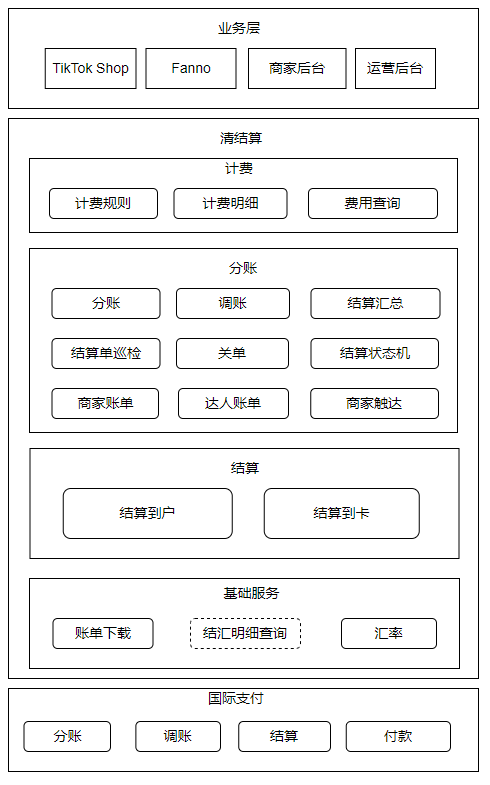 业务层
TikTok Shop Fanno 商家后台 运营后台
清结算
计费
计费规则 计费明细 费用查询
分账
分账 调账 结算汇总
结算单巡检 关单 结算状态机
商家账单 达人账单 商家触达
结算
结算到户 结算到卡
基础服务
账单下载 结汇明细查询 汇率
国际支付
分账 调账 结算 付款